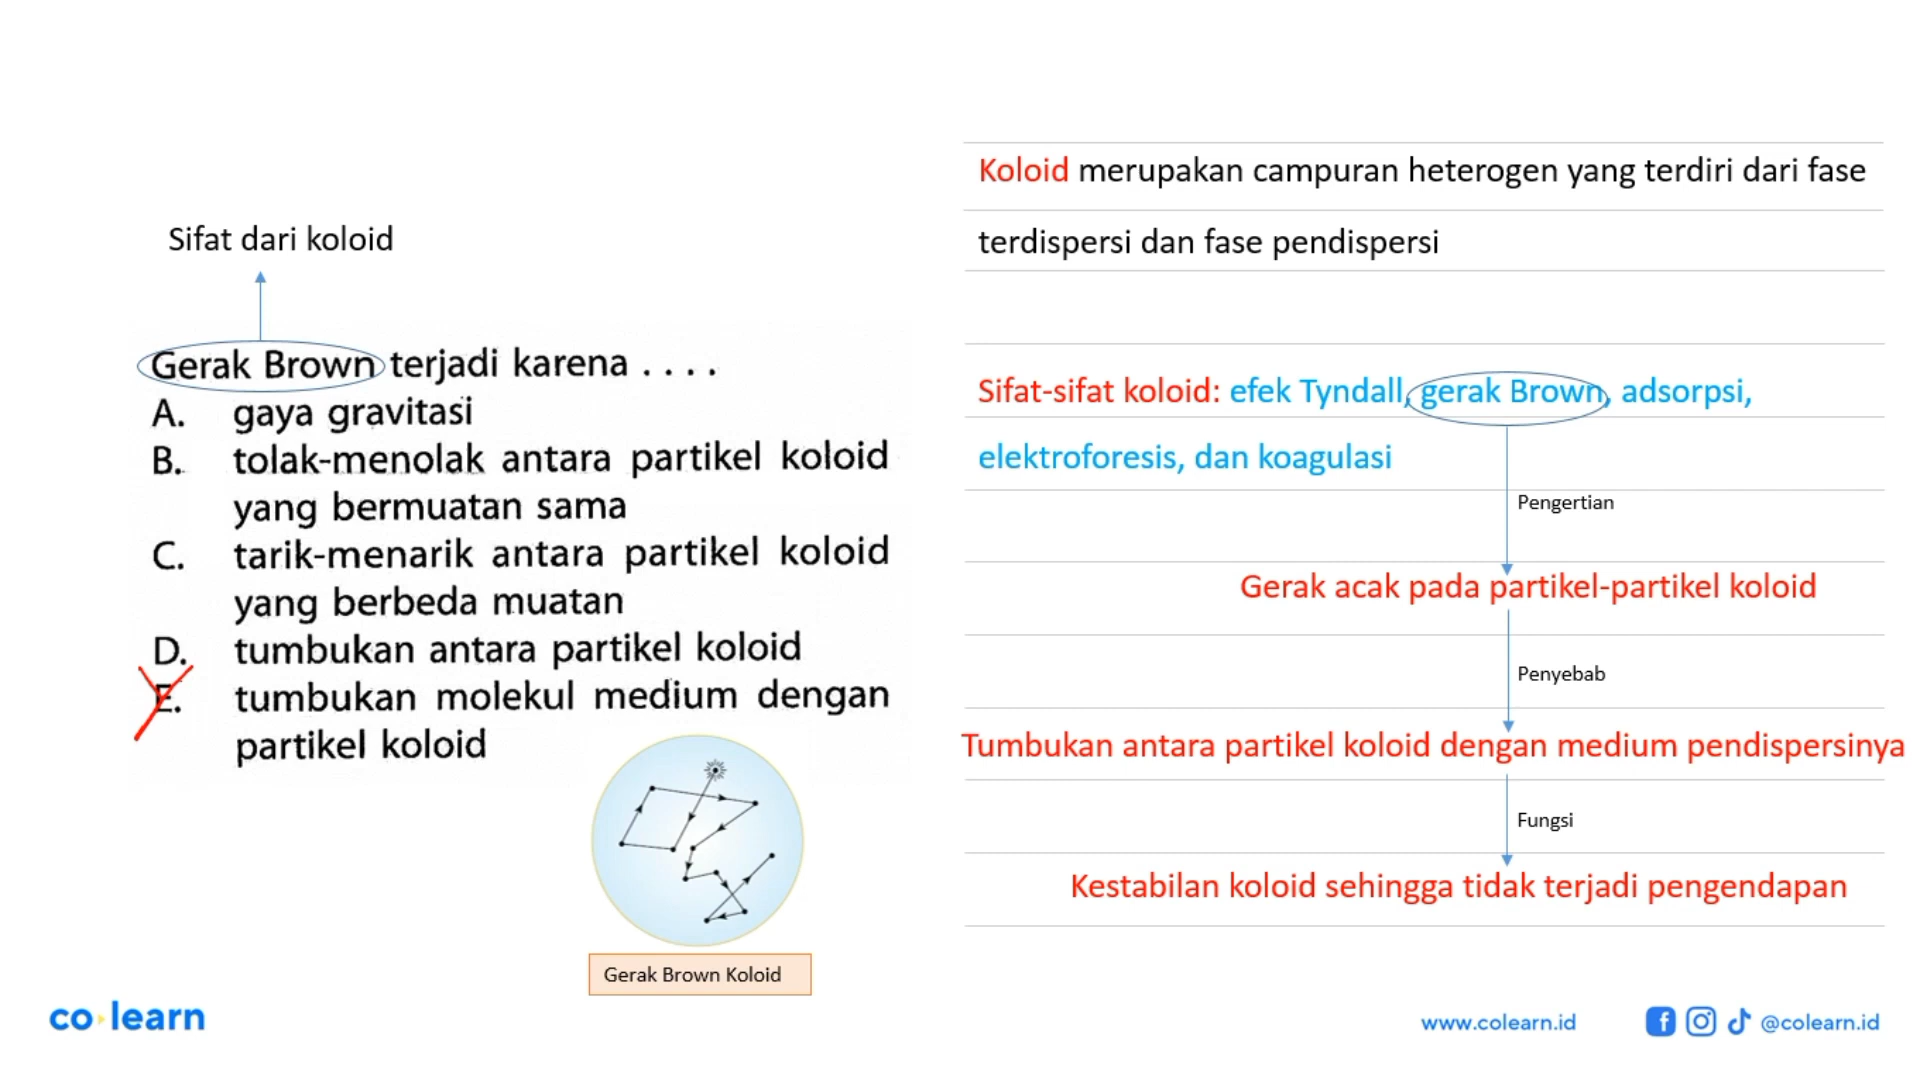 Sifat dari koloid
Gerak Brown terjadi karena . . . .
A. gaya gravitasi
B. tolak-menolak antara partikel koloid
yang bermuatan sama
C. tarik-menarik antara partikel koloid
yang berbeda muatan
D. tumbukan antara partikel koloid
E. tumbukan molekul medium dengan
partikel koloid
Gerak Brown Koloid
Koloid merupakan campuran heterogen yang terdiri dari fase
terdispersi dan fase pendispersi
Sifat-sifat koloid: efek Tyndall, gerak Brown, adsorpsi,
elektroforesis, dan koagulasi
Pengertian
Gerak acak pada partikel-partikel koloid
Penyebab
Tumbukan antara partikel koloid dengan medium pendispersinya
Fungsi
Kestabilan koloid sehingga tidak terjadi pengendapan
co learn
www.colearn.id
@colearn.id